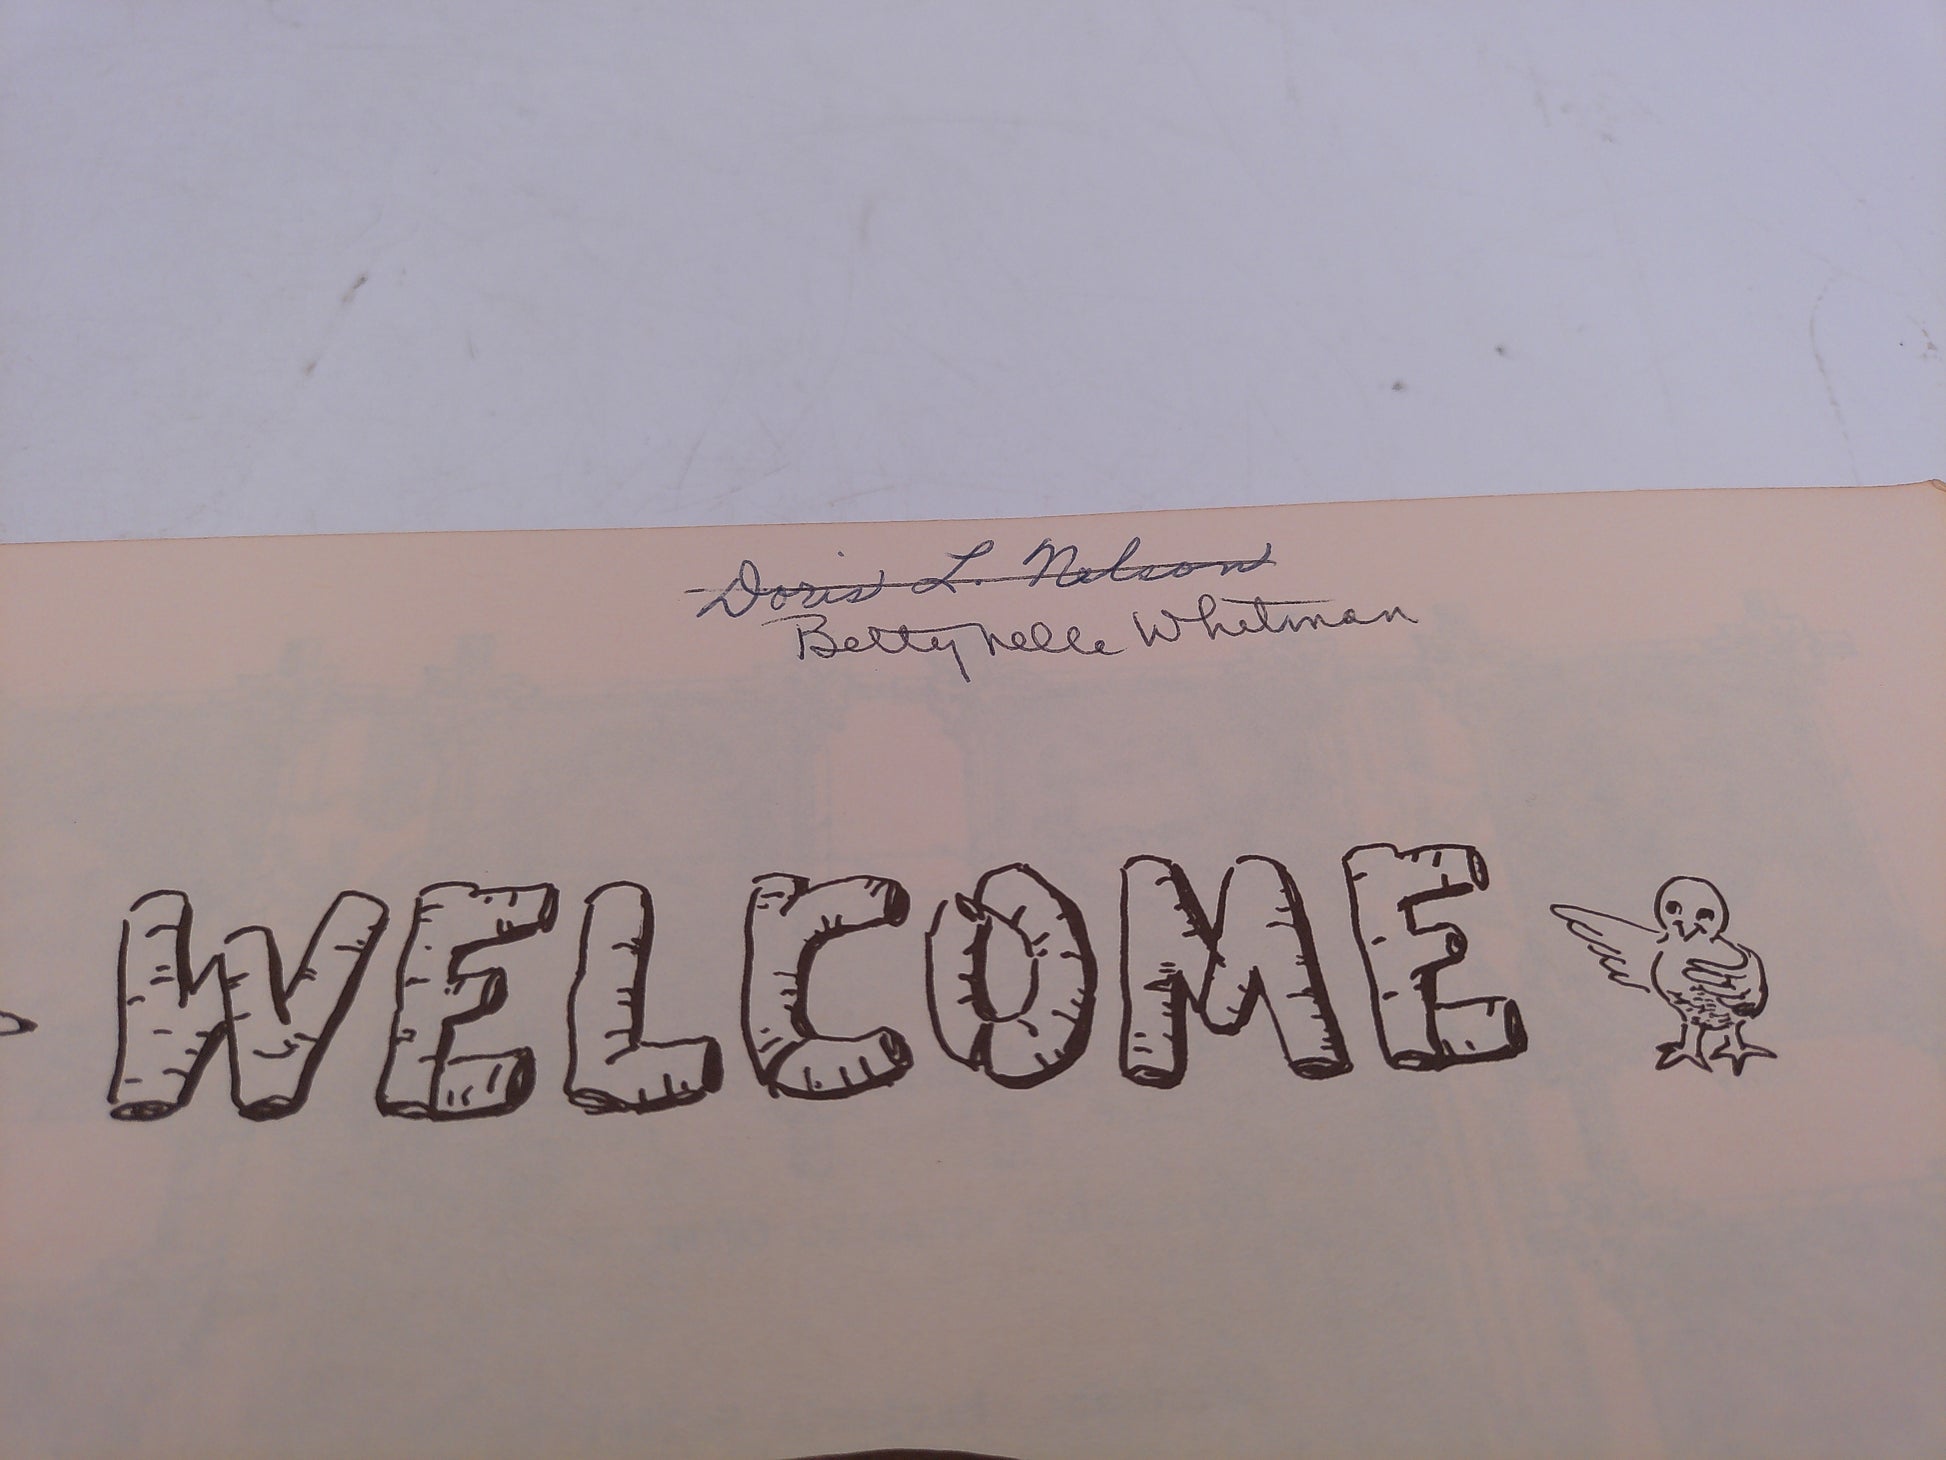 Doris L. Nelson
Betty Nelle Whitman
WELCOME